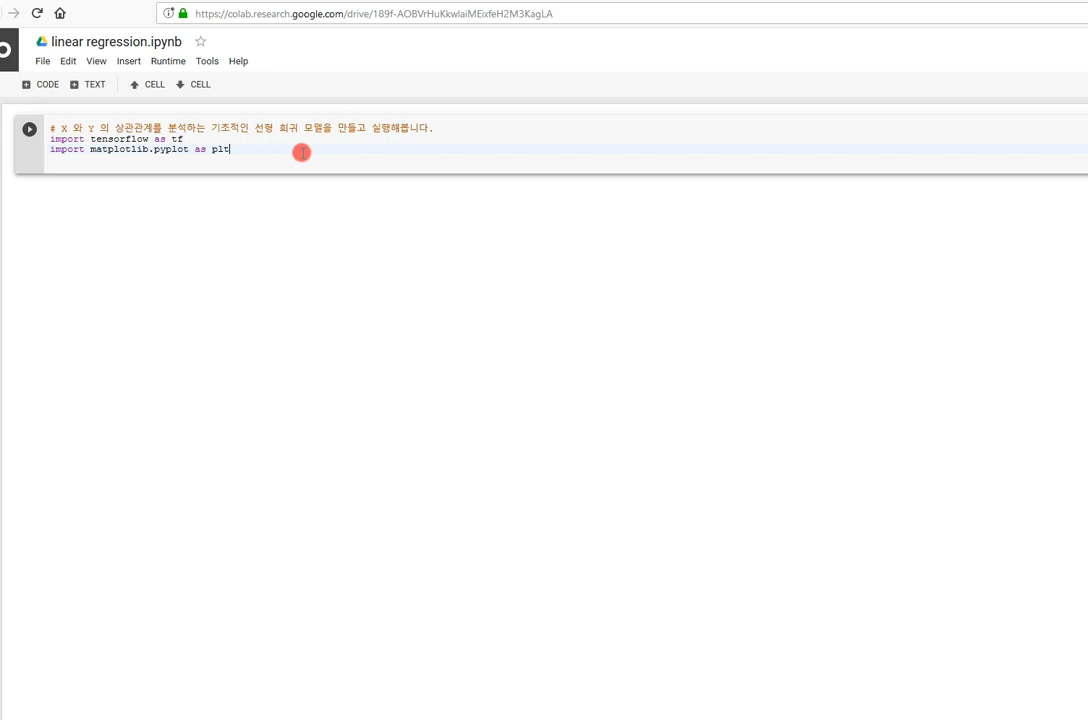 https://colab.research.google.com/drive/189f-AOBVrHuKkwIaiMEixfeH2M3KagLA
linear regression.ipynb
File Edit View Insert Runtime Tools Help
CODE TEXT CELL CELL
# X 와 Y 의 상관관계를 분석하는 기초적인 선형 회귀 모델을 만들고 실행해봅니다.
import tensorflow as tf
import matplotlib.pyplot as plt